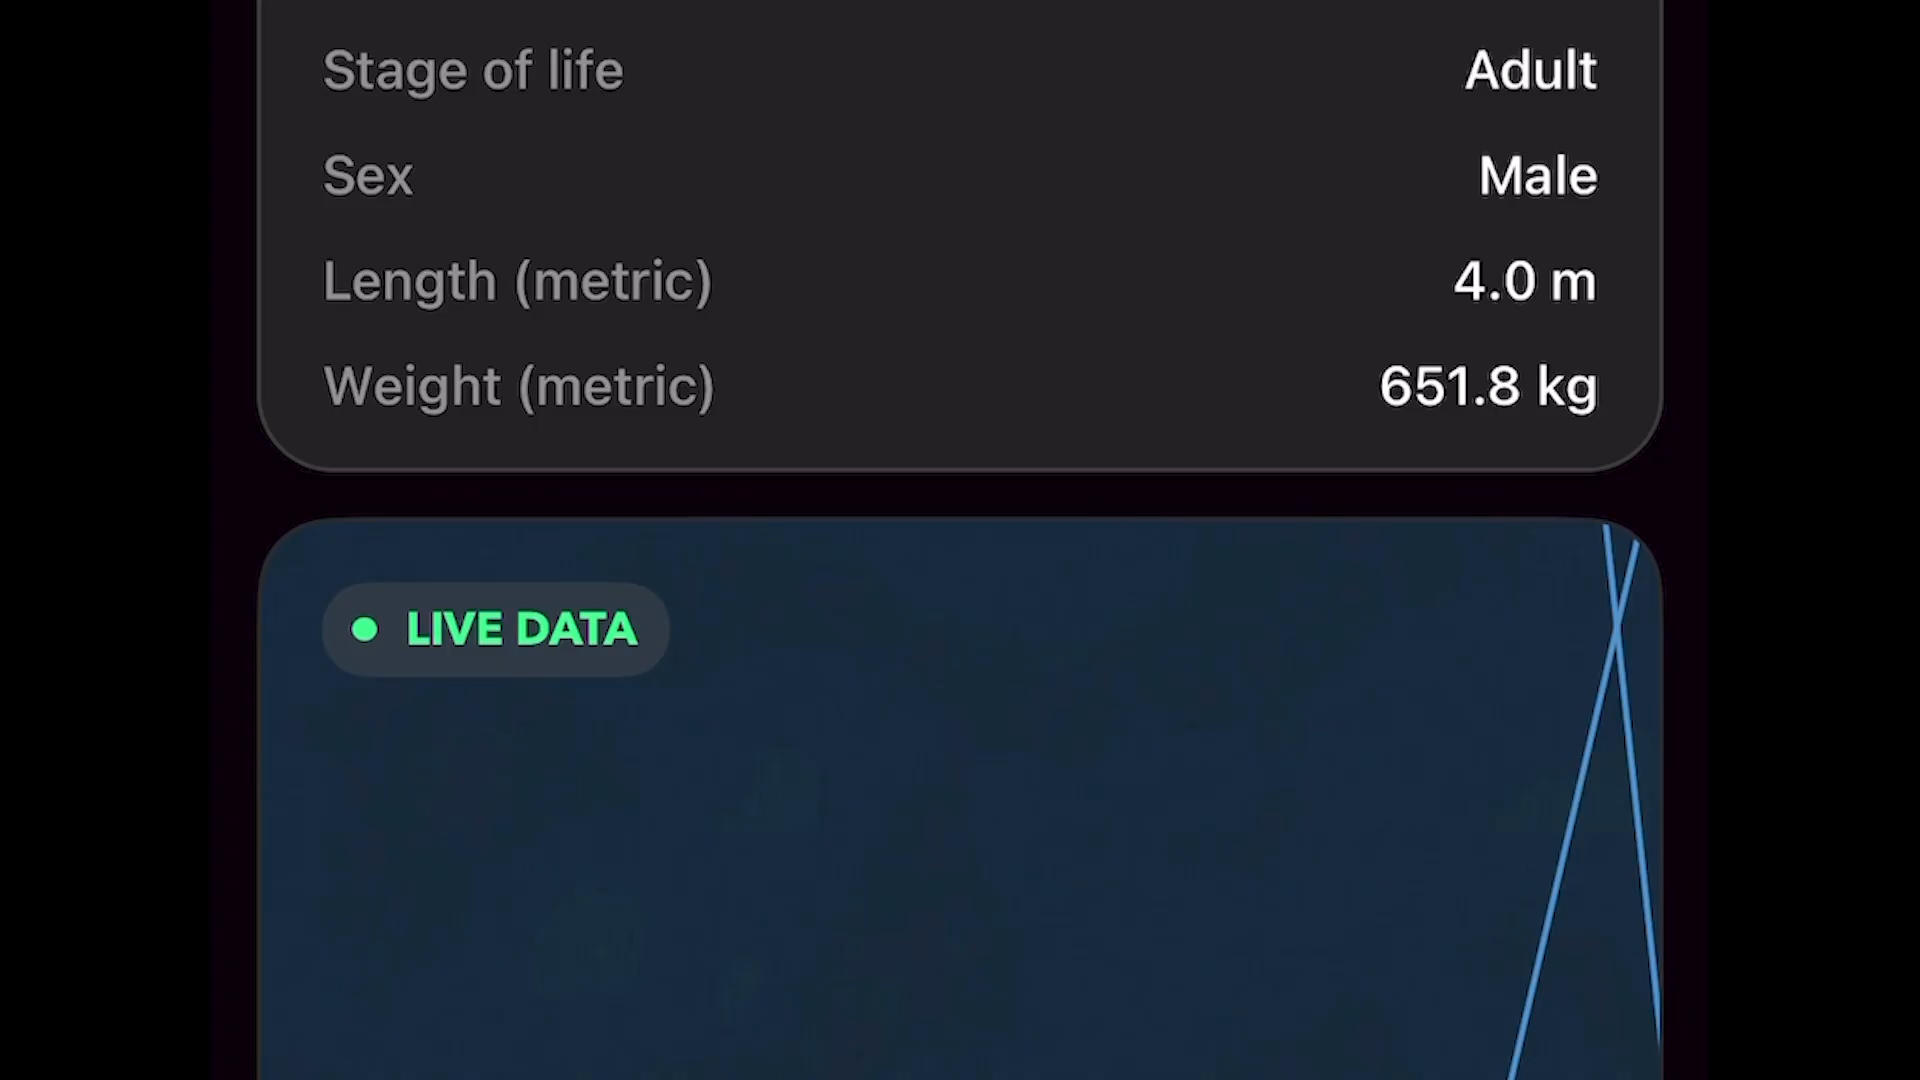 Stage of life Adult
Sex Male
Length (metric) 4.0 m
Weight (metric) 651.8 kg
LIVE DATA